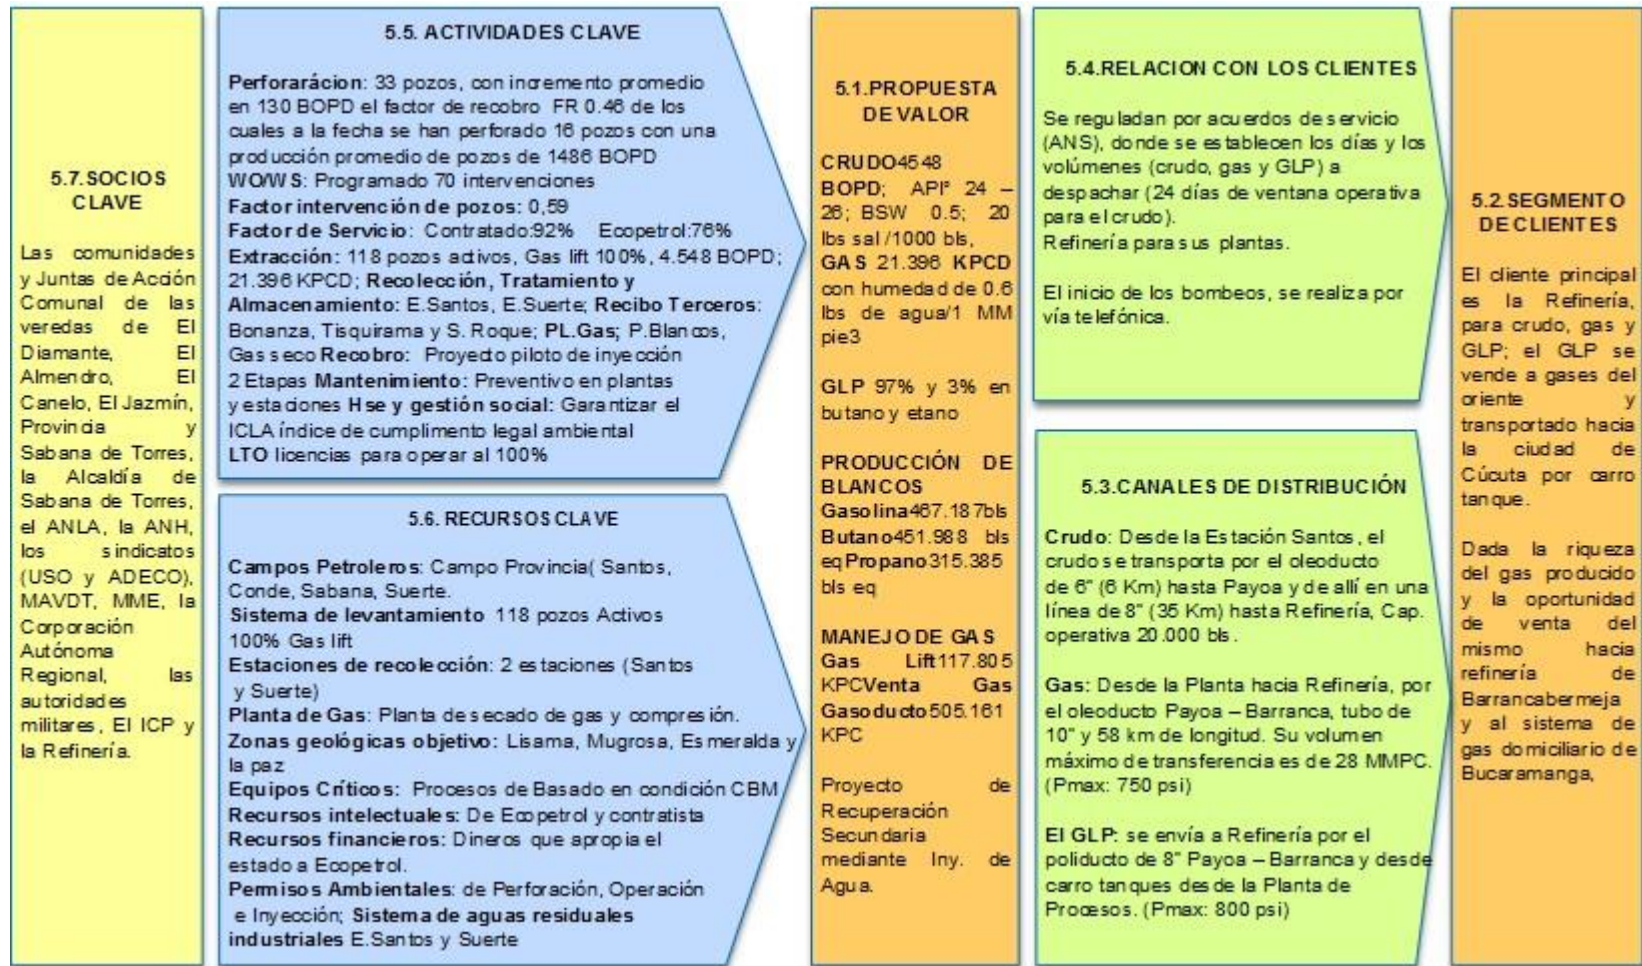 5.7.SOCIOS
CLAVE
Las comunidades
y Juntas de Acción
Comunal de las
veredas de El
Diamante, El
Almendro, El
Canelo, El Jazmín,
Provincia y
Sabana de Torres,
la Alcaldía de
Sabana de Torres,
el ANLA, la ANH,
los sindicatos
(USO y ADECO),
MAVDT, MME, la
Corporación
Autónoma
Regional, las
autoridades
militares, El ICP y
la Refinería.
5.5. ACTIVIDADES CLAVE
Perforarácion: 33 pozos, con incremento promedio
en 130 BOPD el factor de recobro FR 0.46 de los
cuales a la fecha se han perforado 16 pozos con una
producción promedio de pozos de 1486 BOPD
WO/WS: Programado 70 intervenciones
Factor intervención de pozos: 0,59
Factor de Servicio: Contratado:92% Ecopetrol:76%
Extracción: 118 pozos activos, Gas lift 100%, 4.548 BOPD;
21.396 KPCD; Recolección, Tratamiento y
Almacenamiento: E.Santos, E.Suerte; Recibo Terceros:
Bonanza, Tisquirama y S. Roque; PL.Gas; P.Blancos,
Gas seco Recobro: Proyecto piloto de inyección
2 Etapas Mantenimiento: Preventivo en plantas
y estaciones Hse y gestión social: Garantizar el
ICLA índice de cumplimento legal ambiental
LTO licencias para operar al 100%
5.6. RECURSOS CLAVE
Campos Petroleros: Campo Provincia( Santos,
Conde, Sabana, Suerte.
Sistema de levantamiento 118 pozos Activos
100% Gas lift
Estaciones de recolección: 2 estaciones (Santos
y Suerte)
Planta de Gas: Planta de secado de gas y compresión.
Zonas geológicas objetivo: Lisama, Mugrosa, Esmeralda y
la paz
Equipos Críticos: Procesos de Basado en condición CBM
Recursos intelectuales: De Ecopetrol y contratista
Recursos financieros: Dineros que apropia el
estado a Ecopetrol.
Permisos Ambientales: de Perforación, Operación
e Inyección; Sistema de aguas residuales
industriales E.Santos y Suerte
5.1.PROPUESTA
DE VALOR
CRUDO4548
BOPD; API° 24 –
26; BSW 0.5; 20
lbs sal /1000 bls,
GAS 21.396 KPCD
con humedad de 0.6
lbs de agua/1 MM
pie3
GLP 97% y 3% en
butano y etano
PRODUCCIÓN DE
BLANCOS
Gasolina467.187bls
Butano451.988 bls
eqPropano315.385
bls eq
MANEJO DE GAS
Gas Lift117.805
KPCVenta Gas
Gasoducto505.161
KPC
Proyecto de
Recuperación
Secundaria
mediante Iny. de
Agua.
5.4.RELACION CON LOS CLIENTES
Se reguladan por acuerdos de servicio
(ANS), donde se establecen los días y los
volúmenes (crudo, gas y GLP) a
despachar (24 días de ventana operativa
para el crudo).
Refinería para sus plantas.
El inicio de los bombeos, se realiza por
vía telefónica.
5.3.CANALES DE DISTRIBUCIÓN
Crudo: Desde la Estación Santos, el
crudo se transporta por el oleoducto
de 6" (6 Km) hasta Payoa y de allí en una
línea de 8" (35 Km) hasta Refinería, Cap.
operativa 20.000 bls.
Gas: Desde la Planta hacia Refinería, por
el oleoducto Payoa – Barranca, tubo de
10" y 58 km de longitud. Su volumen
máximo de transferencia es de 28 MMPC.
(Pmax: 750 psi)
El GLP: se envía a Refinería por el
poliducto de 8" Payoa – Barranca y desde
carro tanques desde la Planta de
Procesos. (Pmax: 800 psi)
5.2.SEGMENTO
DE CLIENTES
El cliente principal
es la Refinería,
para crudo, gas y
GLP; el GLP se
vende a gases del
oriente y
transportado hacia
la ciudad de
Cúcuta por carro
tanque.
Dada la riqueza
del gas producido
y la oportunidad
de venta del
mismo hacia
refinería de
Barrancabermeja
y al sistema de
gas domiciliario de
Bucaramanga,